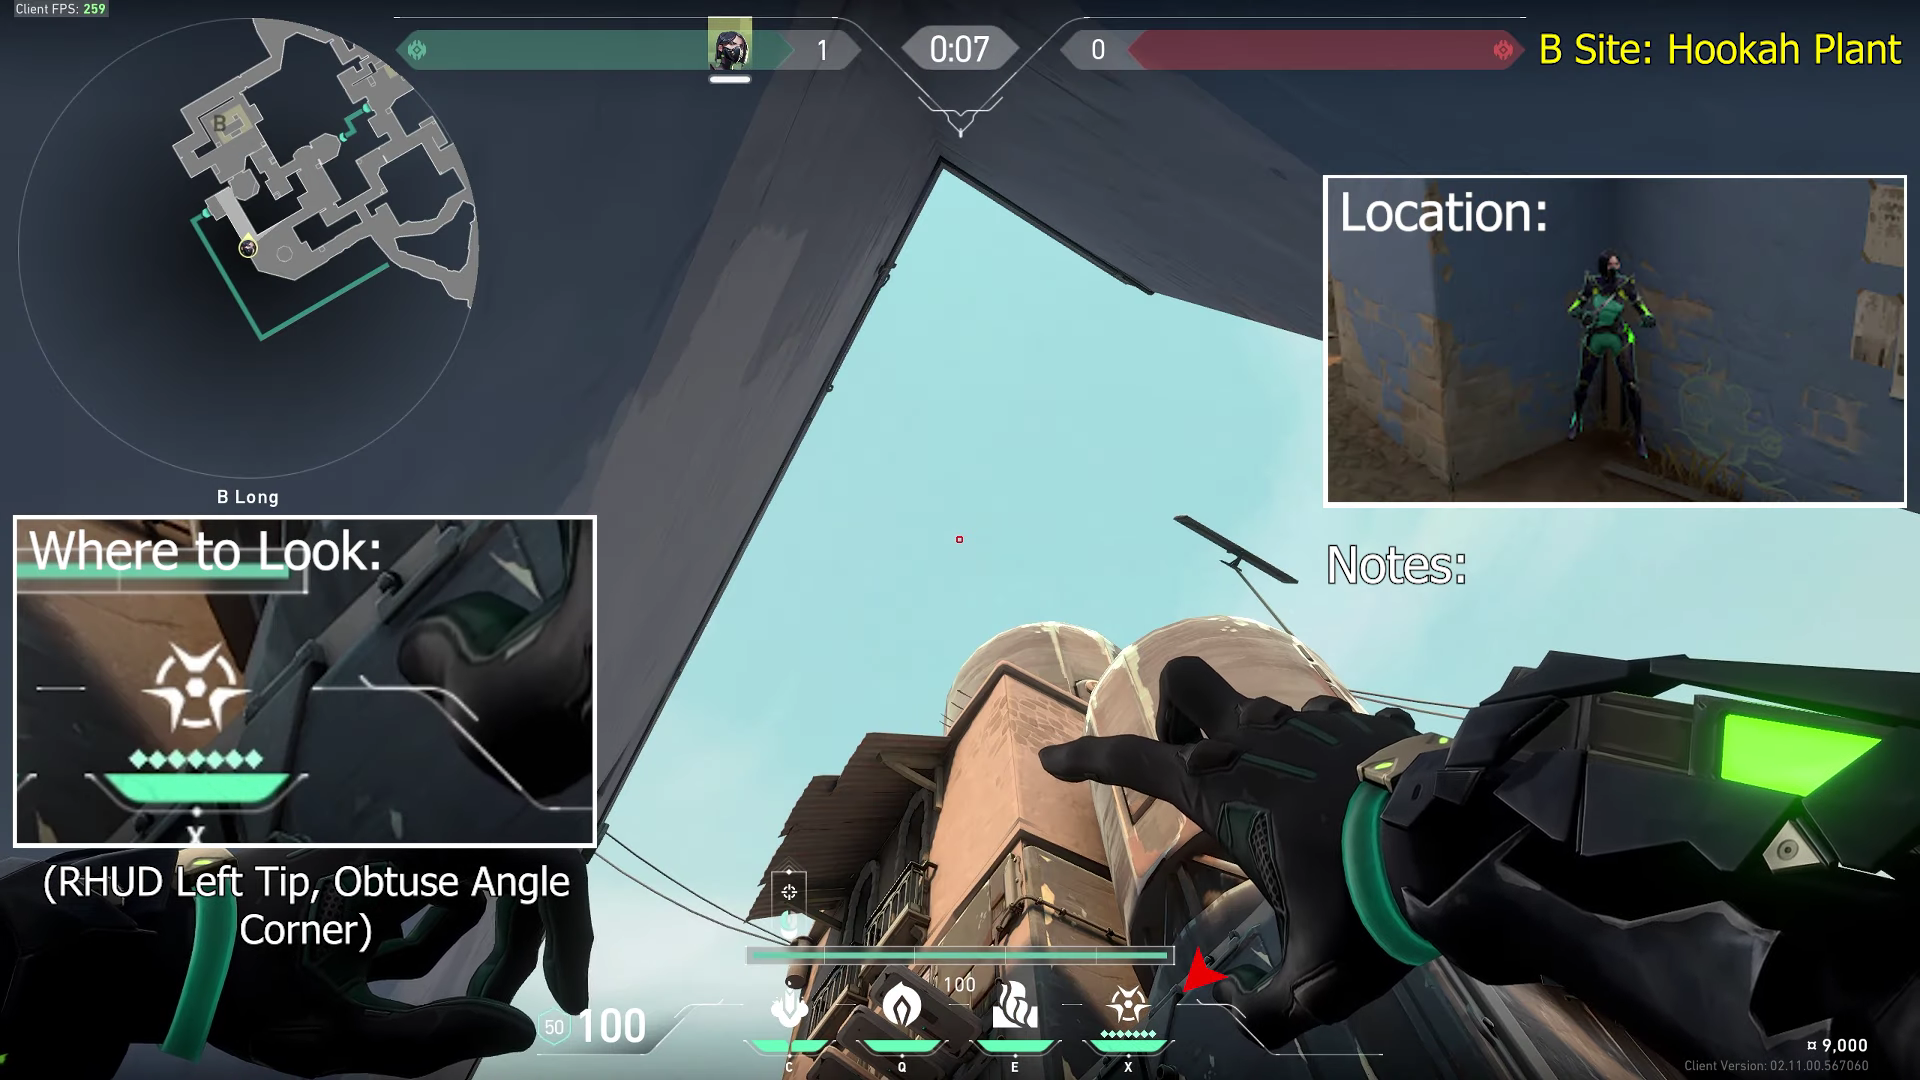 Client FPS: 259
1
0:07
0
B Site: Hookah Plant
B
Location:
B Long
Where to Look:
X
Notes:
(RHUD Left Tip, Obtuse Angle
Corner)
100
50
100
C
Q
E
X
¤ 9,000
Client Version: 02.11.00.567060